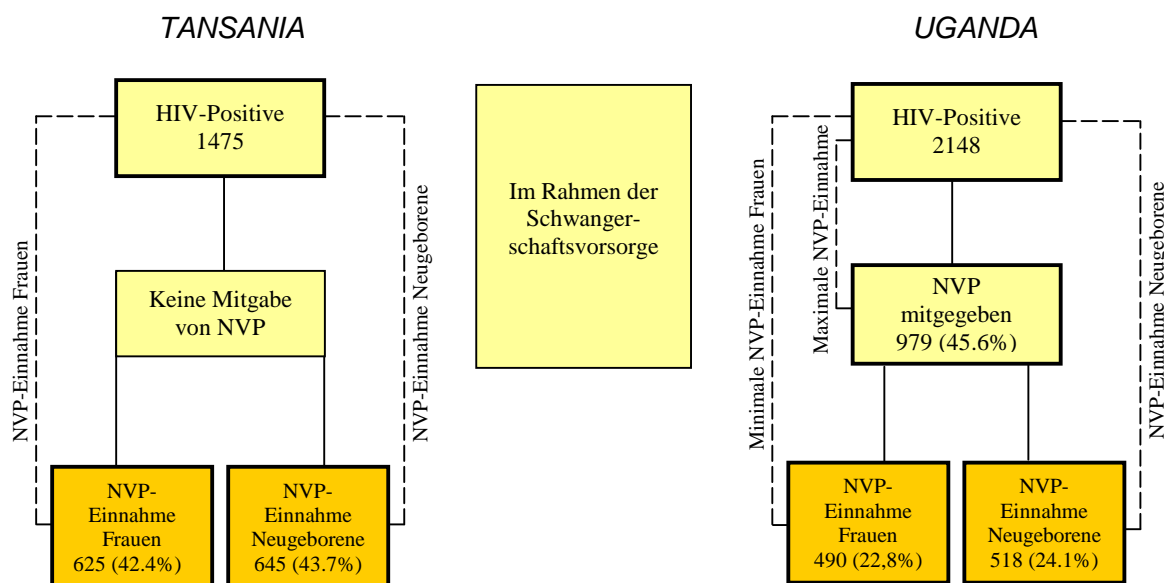 TANSANIA
HIV-Positive
1475
NVP-Einnahme Frauen
NVP-Einnahme Neugeborene
Keine Mitgabe
von NVP
NVP-
Einnahme
Frauen
625 (42.4%)
NVP-
Einnahme
Neugeborene
645 (43.7%)
Im Rahmen der
Schwanger-
schaftsvorsorge
UGANDA
HIV-Positive
2148
Minimale NVP-Einnahme Frauen
Maximale NVP-Einnahme
NVP-Einnahme Neugeborene
NVP
mitgegeben
979 (45.6%)
NVP-
Einnahme
Frauen
490 (22,8%)
NVP-
Einnahme
Neugeborene
518 (24.1%)